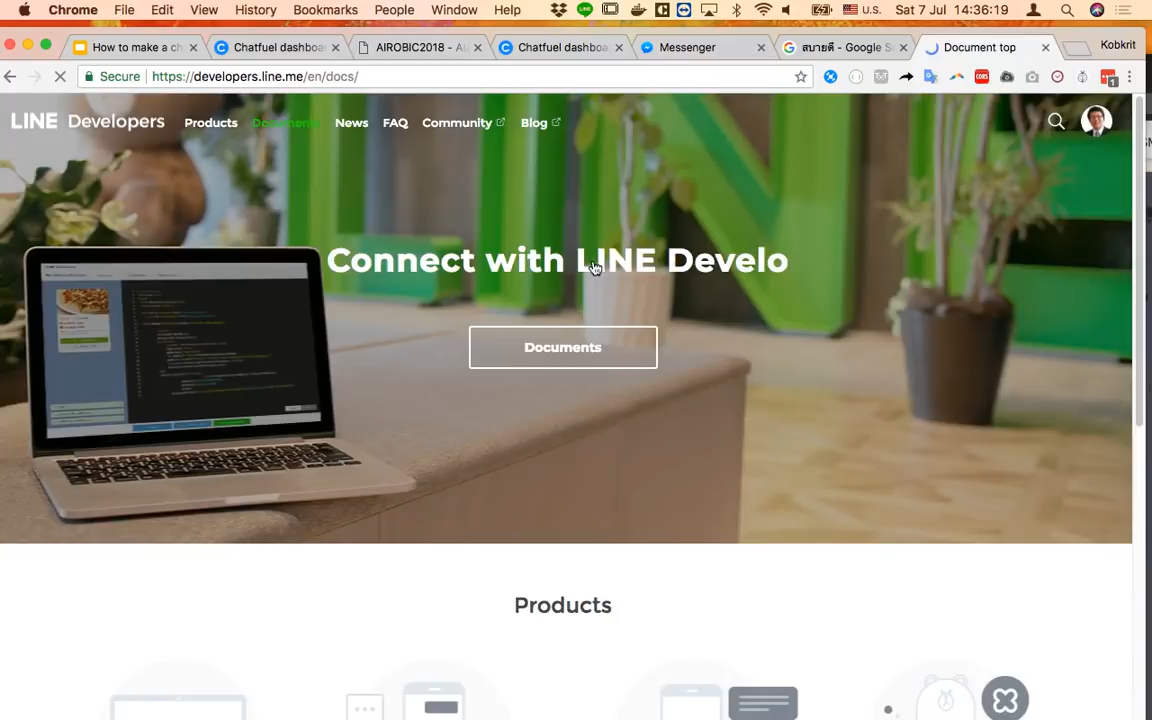 Chrome File Edit View History Bookmarks People Window Help U.S. Sat 7 Jul 14:36:19
How to make a ch Chatfuel dashboa AIROBIC2018 - Chatfuel dashboa Messenger สบายดี - Google S Document top Kobkrit
Secure https://developers.line.me/en/docs/
LINE Developers Products Documents News FAQ Community Blog
Connect with LINE Develo
Documents
Products